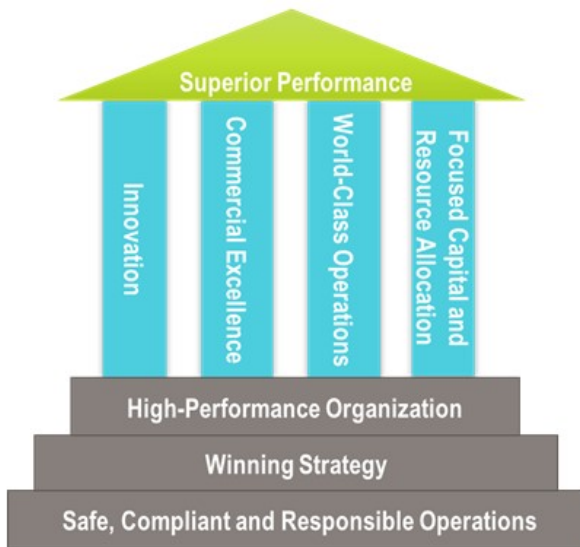 Superior Performance
Innovation
Commercial Excellence
World-Class Operations
Focused Capital and
Resource Allocation
High-Performance Organization
Winning Strategy
Safe, Compliant and Responsible Operations